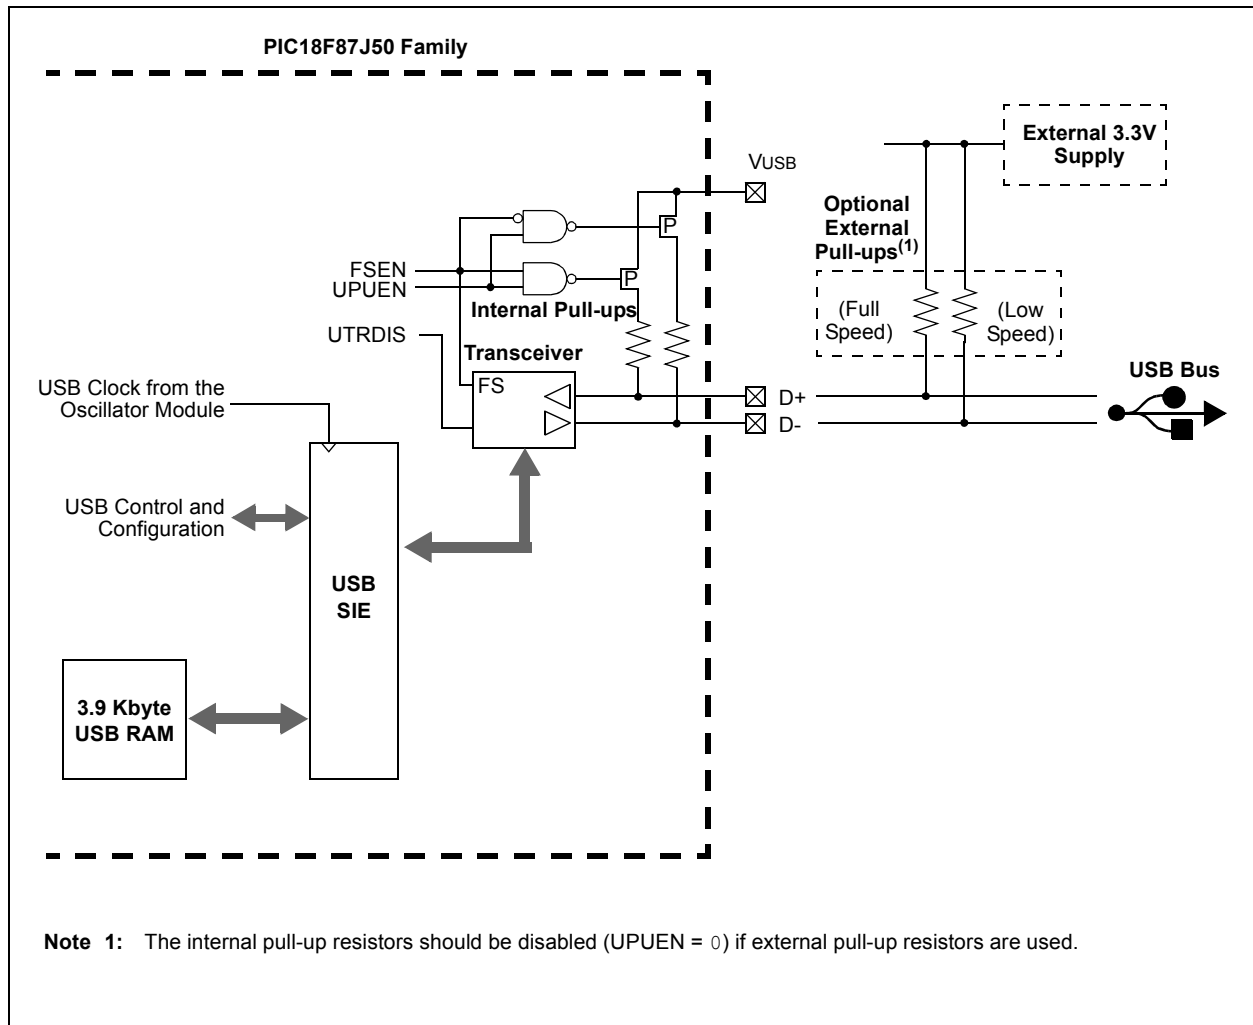 PIC18F87J50 Family
External 3.3V
Supply
VUSB
Optional
External
Pull-ups(1)
P
FSEN
P
UPUEN
Internal Pull-ups
(Full
Speed)
(Low
Speed)
UTRDIS
Transceiver
FS
USB Clock from the
Oscillator Module
D+
D-
USB Bus
USB Control and
Configuration
USB
SIE
3.9 Kbyte
USB RAM
Note 1: The internal pull-up resistors should be disabled (UPUEN = 0) if external pull-up resistors are used.